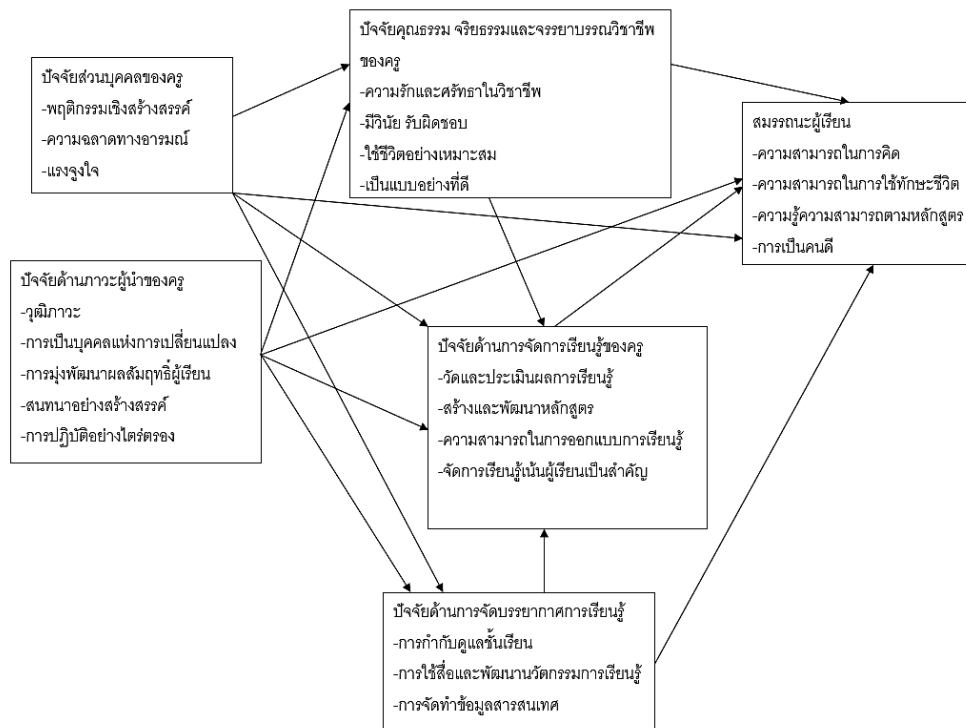 ปัจจัยส่วนบุคคลของครู
-พฤติกรรมเชิงสร้างสรรค์
-ความฉลาดทางอารมณ์
-แรงจูงใจ
ปัจจัยคุณธรรม จริยธรรมและจรรยาบรรณวิชาชีพ
ของครู
-ความรักและศรัทธาในวิชาชีพ
-มีวินัย รับผิดชอบ
-ใช้ชีวิตอย่างเหมาะสม
-เป็นแบบอย่างที่ดี
สมรรถนะผู้เรียน
-ความสามารถในการคิด
-ความสามารถในการใช้ทักษะชีวิต
-ความรู้ความสามารถตามหลักสูตร
-การเป็นคนดี
ปัจจัยด้านภาวะผู้นำของครู
-วุฒิภาวะ
-การเป็นบุคคลแห่งการเปลี่ยนแปลง
-การมุ่งพัฒนาผลสัมฤทธิ์ผู้เรียน
-สนทนาอย่างสร้างสรรค์
-การปฏิบัติอย่างไตร่ตรอง
ปัจจัยด้านการจัดการเรียนรู้ของครู
-วัดและประเมินผลการเรียนรู้
-สร้างและพัฒนาหลักสูตร
-ความสามารถในการออกแบบการเรียนรู้
-จัดการเรียนรู้เน้นผู้เรียนเป็นสำคัญ
ปัจจัยด้านการจัดบรรยากาศการเรียนรู้
-การกำกับดูแลชั้นเรียน
-การใช้สื่อและพัฒนานวัตกรรมการเรียนรู้
-การจัดทำข้อมูลสารสนเทศ